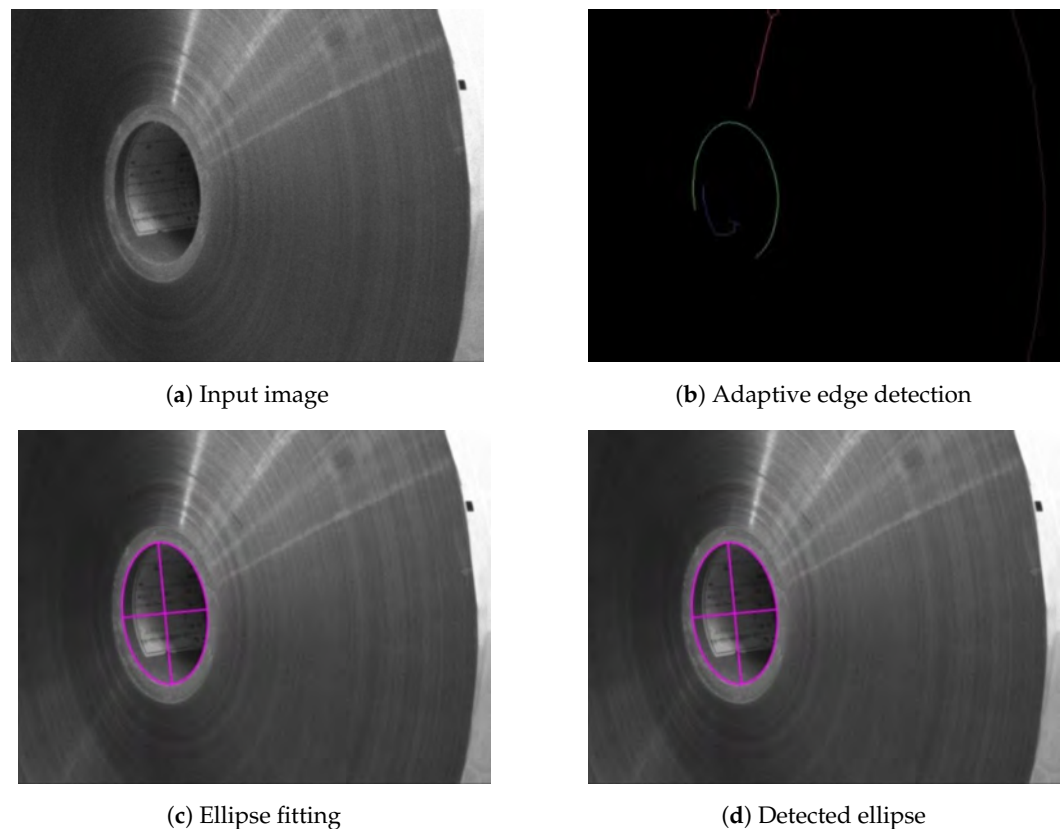 (a) Input image
(b) Adaptive edge detection
(c) Ellipse fitting
(d) Detected ellipse